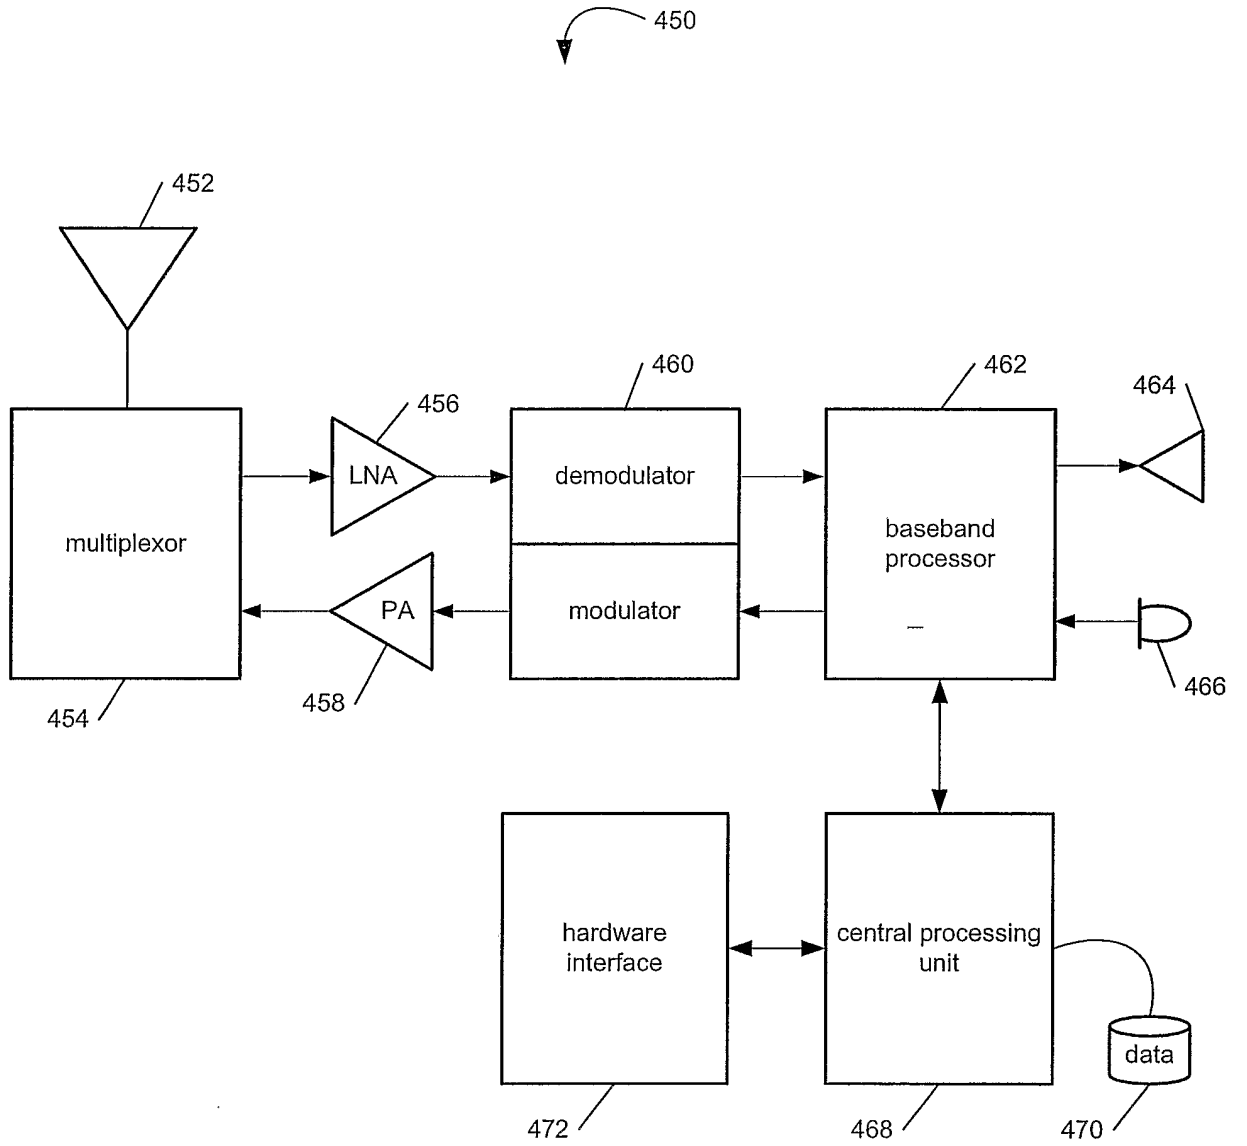 450
452
460
462
464
456
LNA
demodulator
multiplexor
baseband
processor
PA
modulator
458
466
454
hardware
interface
central processing
unit
data
472
468
470